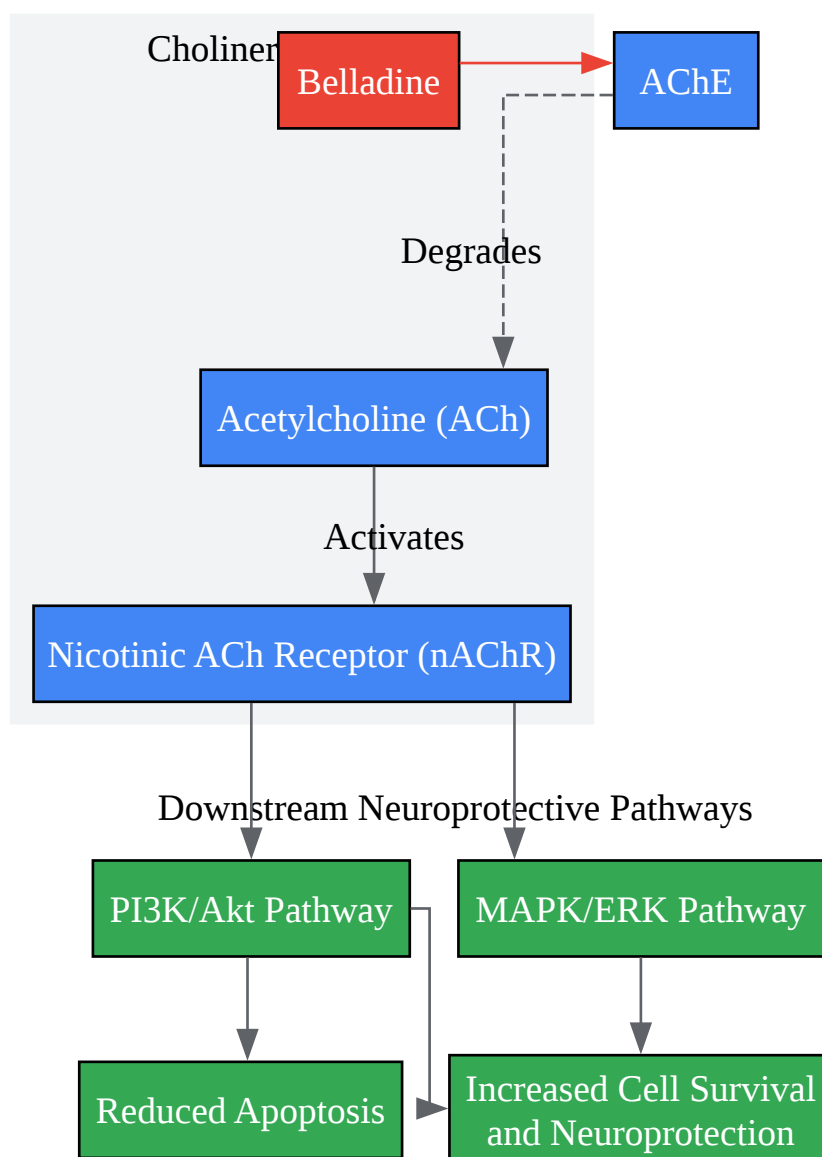 Choliner
Belladine
AChE
Degrades
Acetylcholine (ACh)
Activates
Nicotinic ACh Receptor (nAChR)
Downstream Neuroprotective Pathways
PI3K/Akt Pathway
MAPK/ERK Pathway
Reduced Apoptosis
Increased Cell Survival
and Neuroprotection